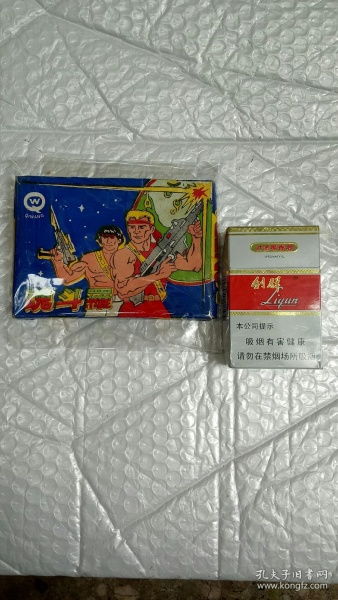 魂斗羅
利群
Liqun
本公司提示
吸烟有害健康
请勿在禁烟场所吸烟
孔夫子旧书网
www.kongfz.com